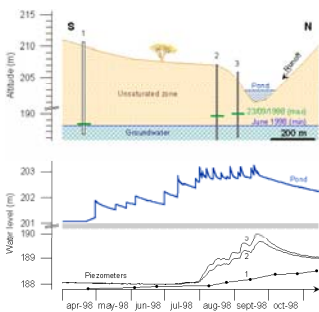 S
N
215
210
205
200
190
Altitude (m)
1
2
3
Runoff
Pond
Unsaturated zone
23/09/1998 (max)
June 1998 (min)
Groundwater
200 m
203
202
201
Water level (m)
Pond
190
189
188
3
2
1
Piezometers
apr-98
may-98
jun-98
jul-98
aug-98
sept-98
oct-98